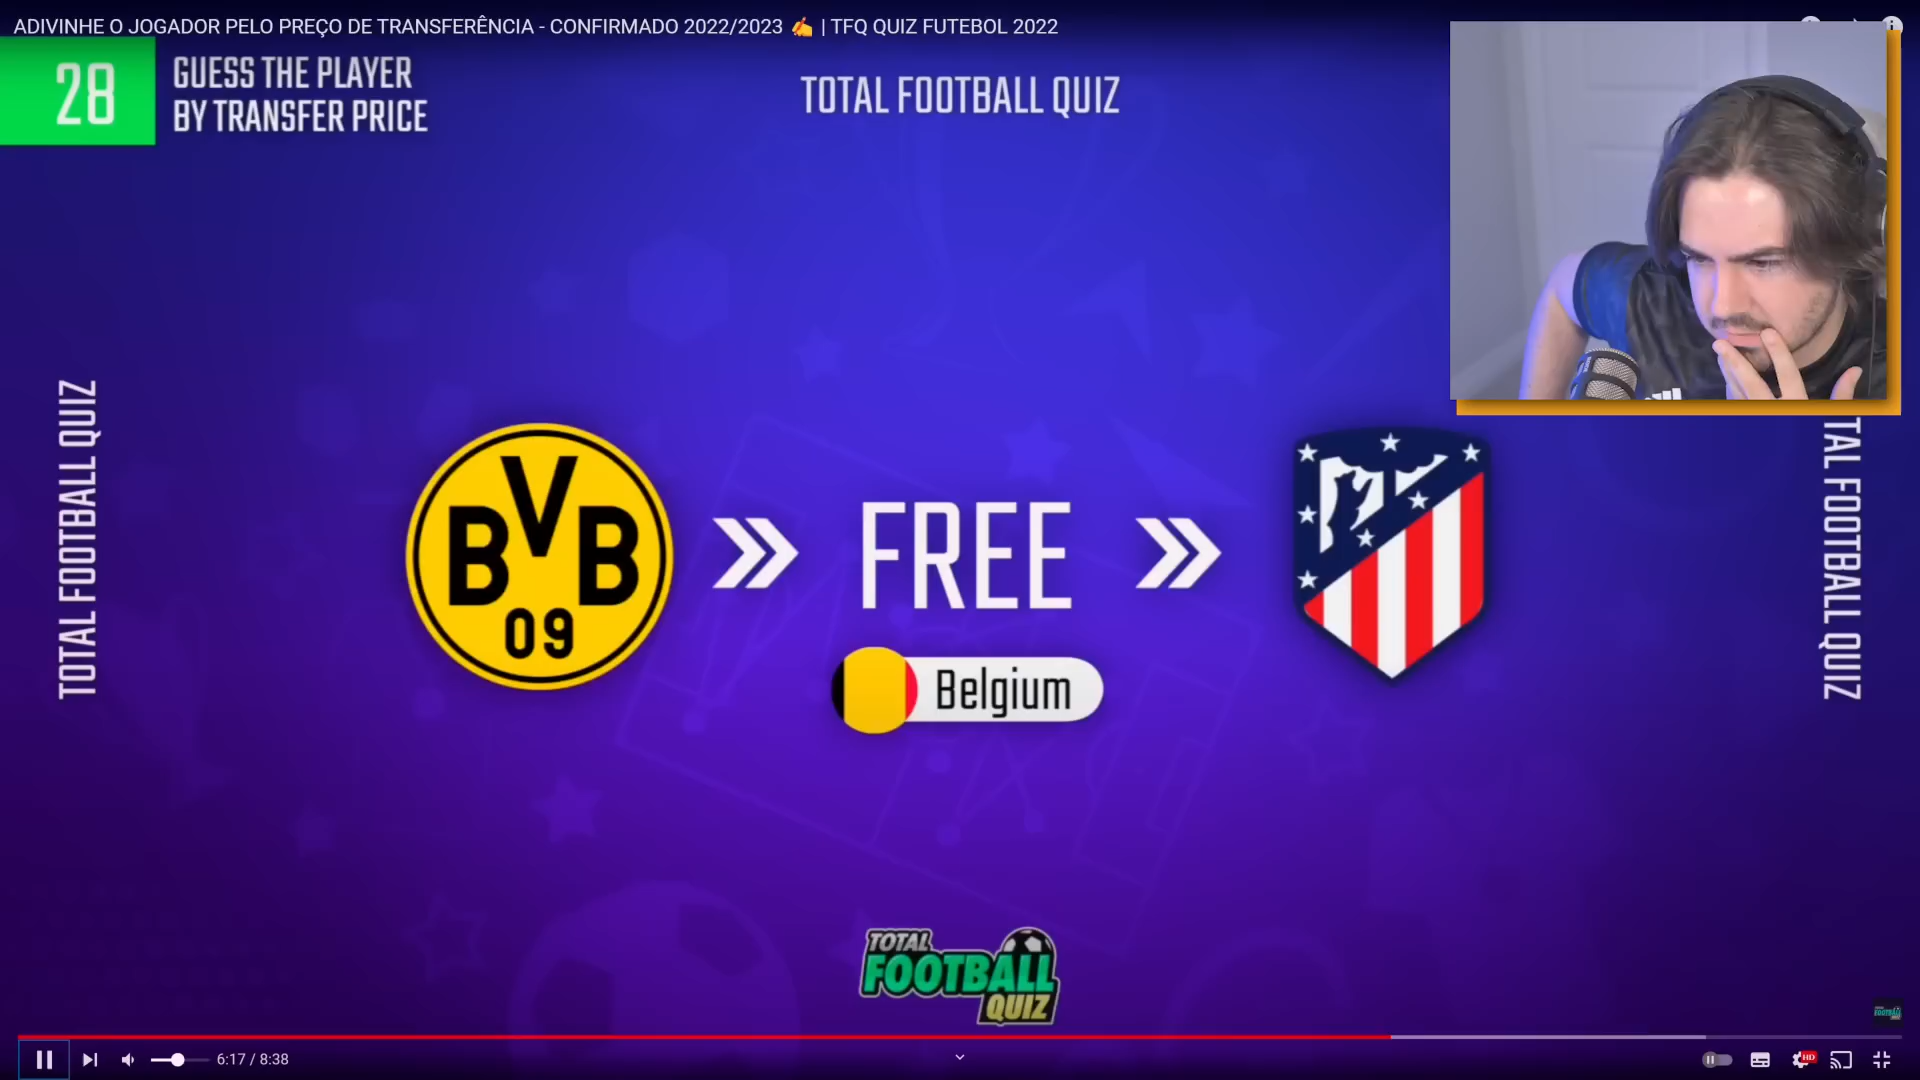 ADIVINHE O JOGADOR PELO PREÇO DE TRANSFERÊNCIA - CONFIRMADO 2022/2023 ✍️ | TFQ QUIZ FUTEBOL 2022
28
GUESS THE PLAYER
BY TRANSFER PRICE
TOTAL FOOTBALL QUIZ
TOTAL FOOTBALL QUIZ
BVB
09
FREE
Belgium
TAL FOOTBALL QUIZ
TOTAL
FOOTBALL
QUIZ
6:17 / 8:38
HD